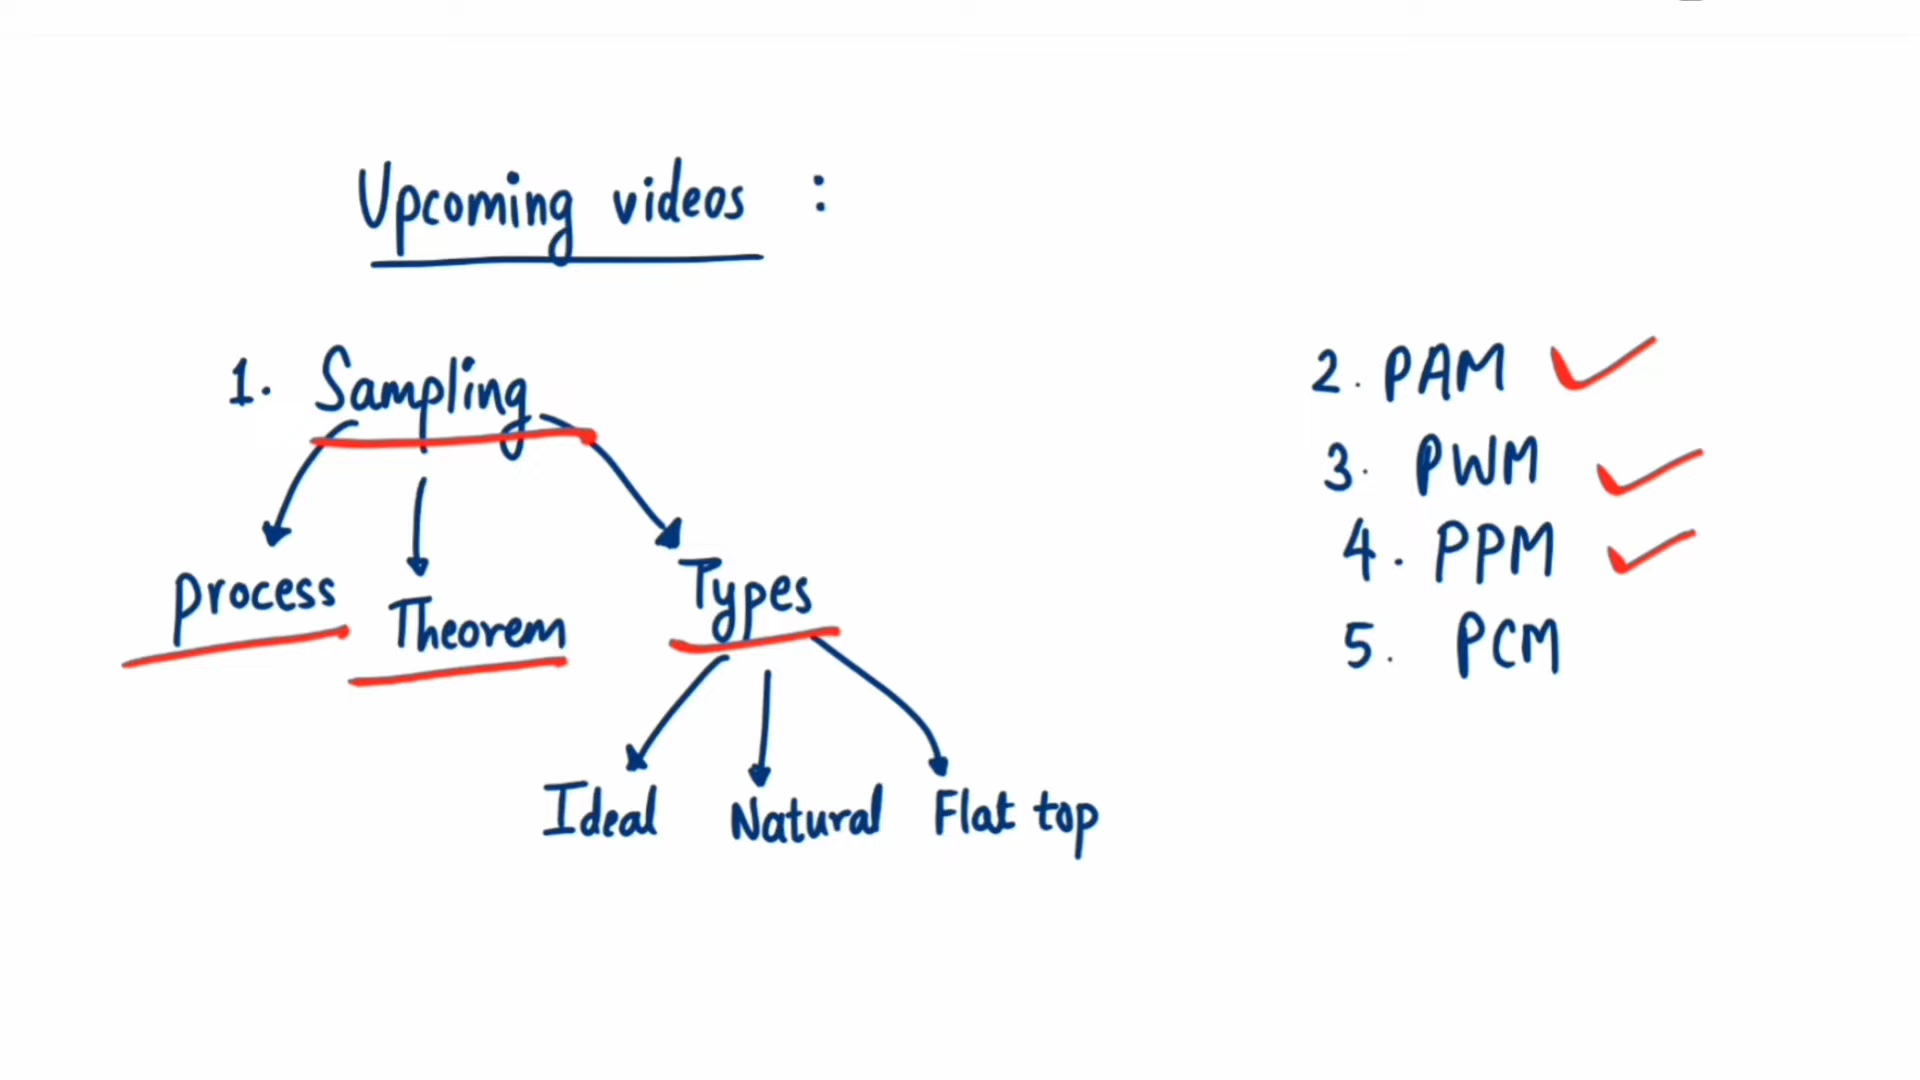 Upcoming videos :
1. Sampling
Process
Theorem
Types
Ideal
Natural
Flat top
2. PAM
3. PWM
4. PPM
5. PCM